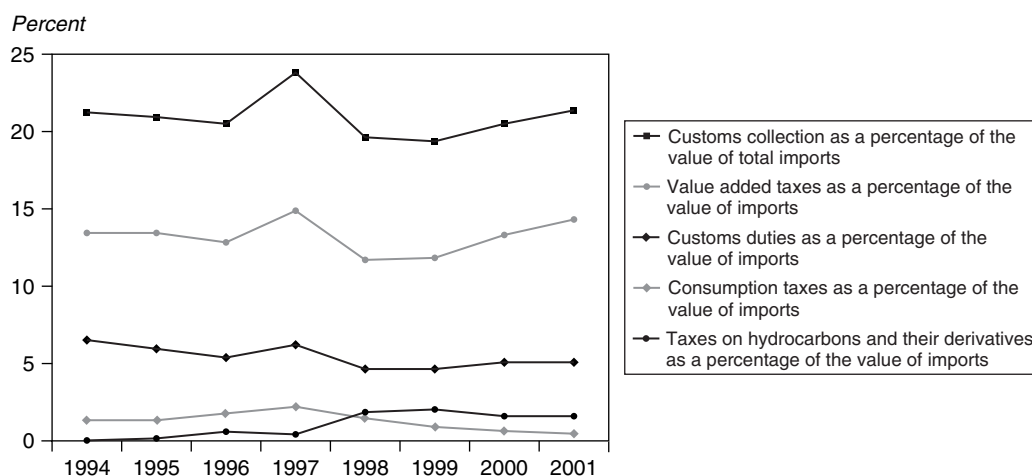 Percent
25
20
15
10
5
0
1994 1995 1996 1997 1998 1999 2000 2001
Customs collection as a percentage of the
value of total imports
Value added taxes as a percentage of the
value of imports
Customs duties as a percentage of the
value of imports
Consumption taxes as a percentage of the
value of imports
Taxes on hydrocarbons and their derivatives
as a percentage of the value of imports